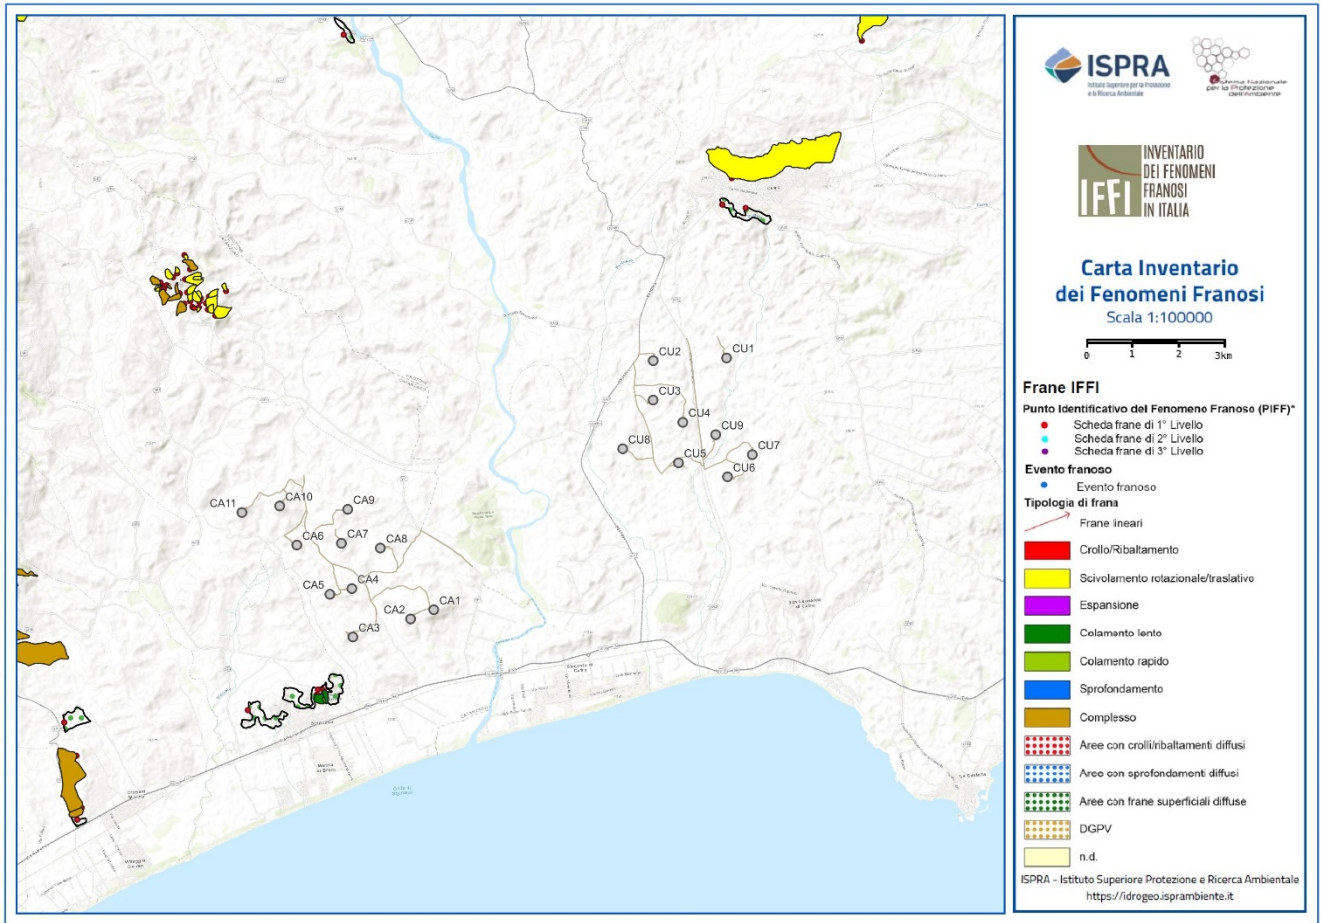 CU2
CU1
CU3
CU4
CU9
CU8
CU7
CU5
CU6
CA11
CA10
CA9
CA6
CA7
CA8
CA5
CA4
CA2
CA1
CA3
ISPRA
Istituto Superiore per la Protezione
e la Ricerca Ambientale
Sistema Nazionale
per la Protezione
dell'Ambiente
IFFI
INVENTARIO
DEI FENOMENI
FRANOSI
IN ITALIA
Carta Inventario
dei Fenomeni Franosi
Scala 1:100000
0 1 2 3km
Frane IFFI
Punto Identificativo del Fenomeno Franoso (PIFF)*
Scheda frane di 1° Livello
Scheda frane di 2° Livello
Scheda frane di 3° Livello
Evento franoso
Evento franoso
Tipologia di frana
Frane lineari
Crollo/Ribaltamento
Scivolamento rotazionale/traslativo
Espansione
Colamento lento
Colamento rapido
Sprofondamento
Complesso
Aree con crolli/ribaltamenti diffusi
Aree con sprofondamenti diffusi
Aree con frane superficiali diffuse
DGPV
n.d.
ISPRA - Istituto Superiore Protezione e Ricerca Ambientale
https://idrogeo.isprambiente.it